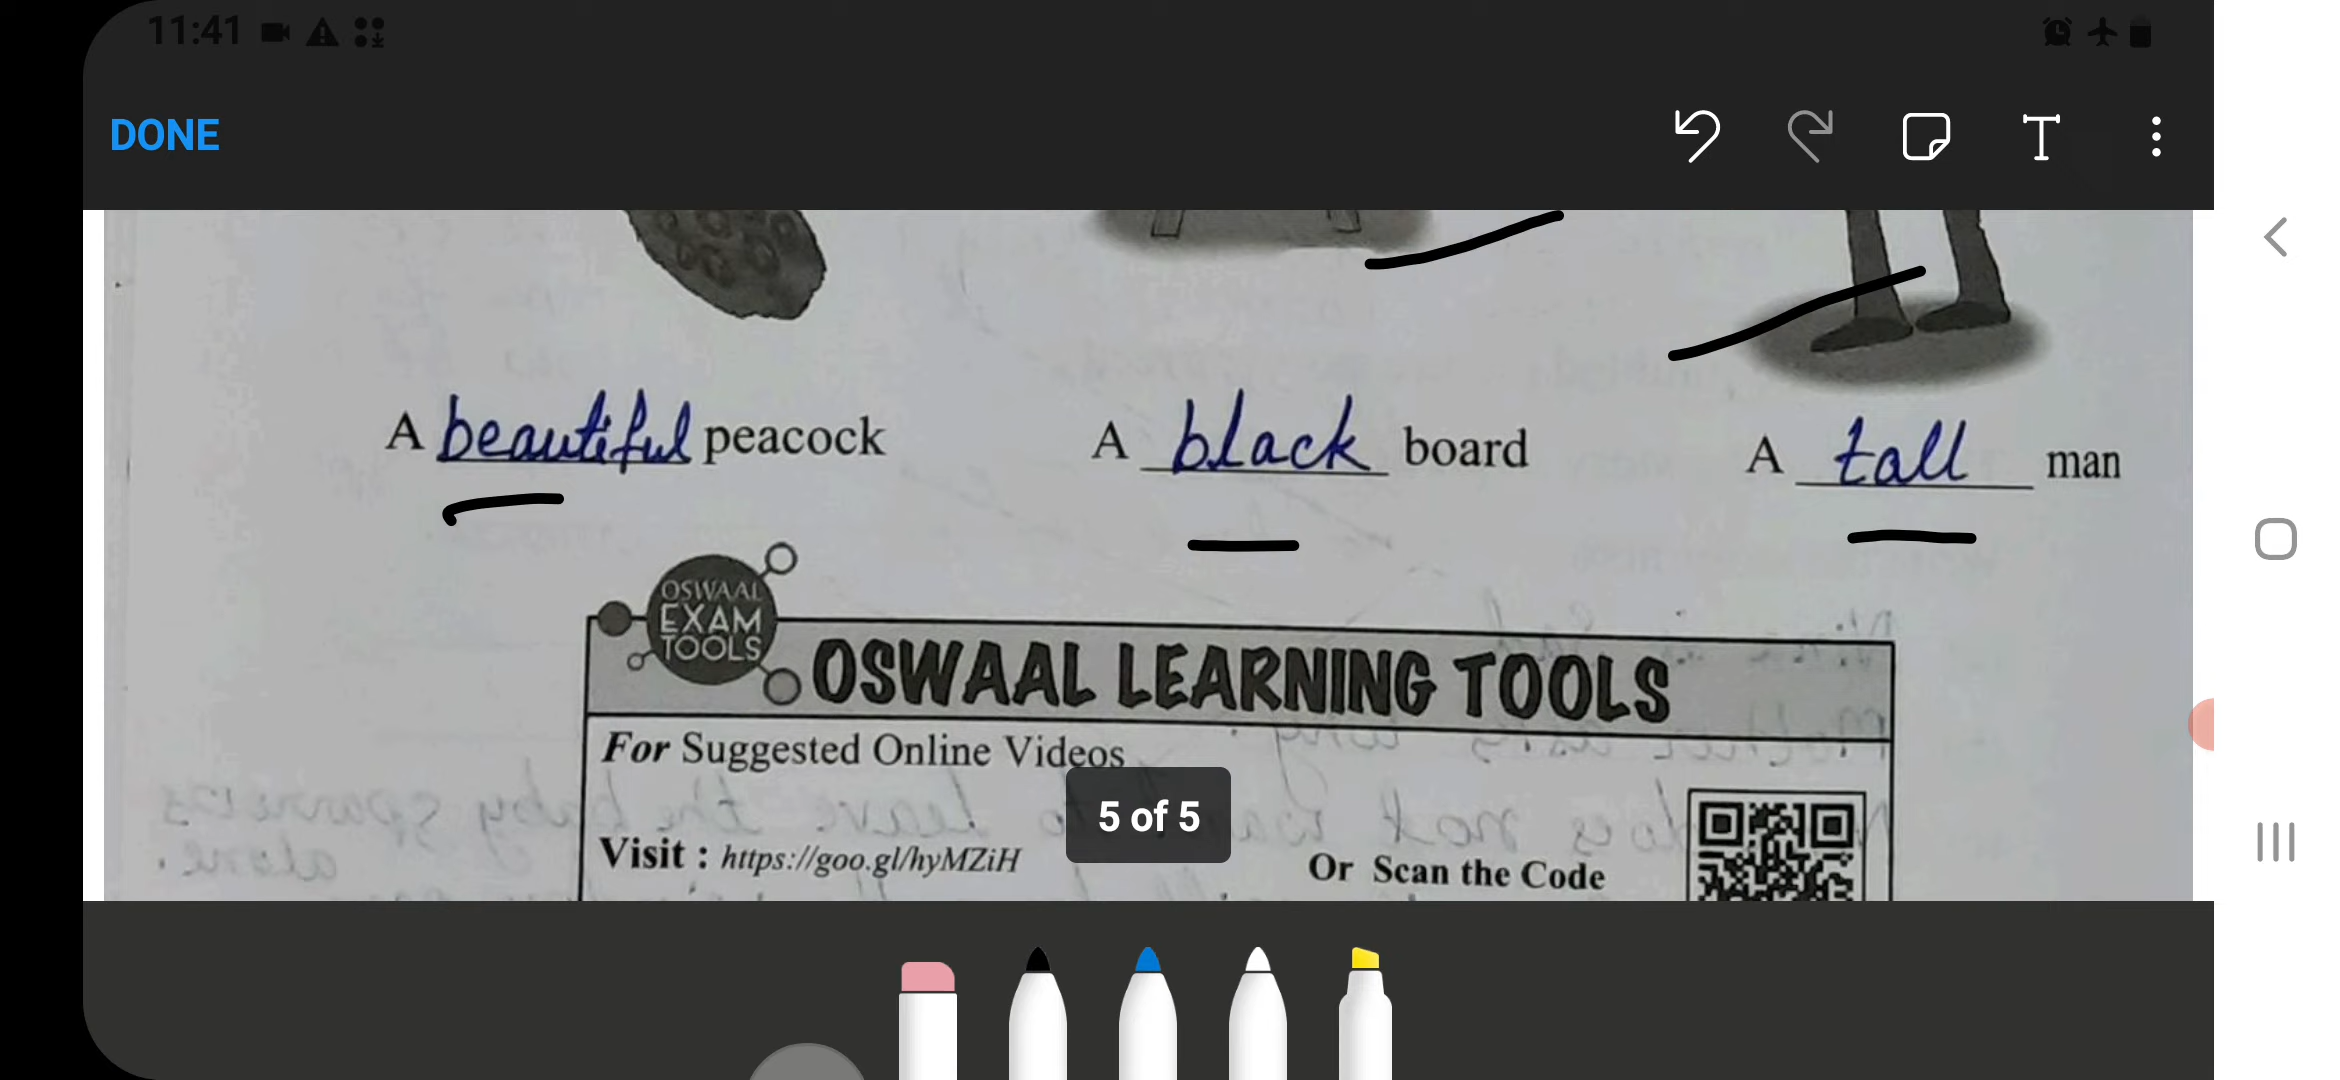 11:41
DONE
T
A beautiful peacock A black board A tall man
OSWAAL
EXAM
TOOLS
OSWAAL LEARNING TOOLS
For Suggested Online Videos
5 of 5
Visit : https://goo.gl/hyMZiH Or Scan the Code